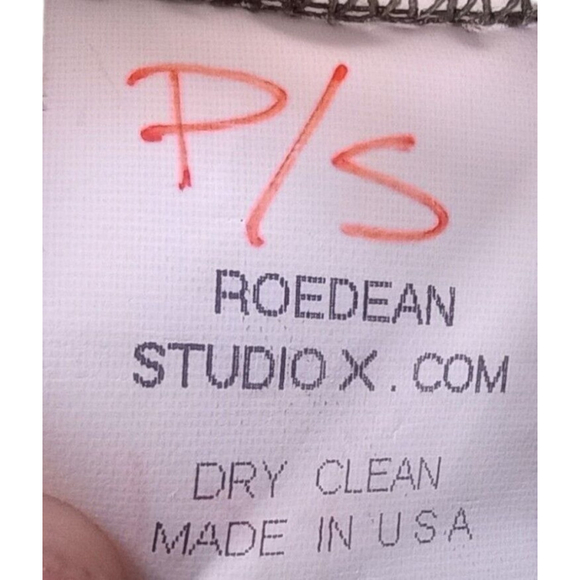 P/S
ROEDEAN
STUDIO X . COM
DRY CLEAN
MADE IN USA